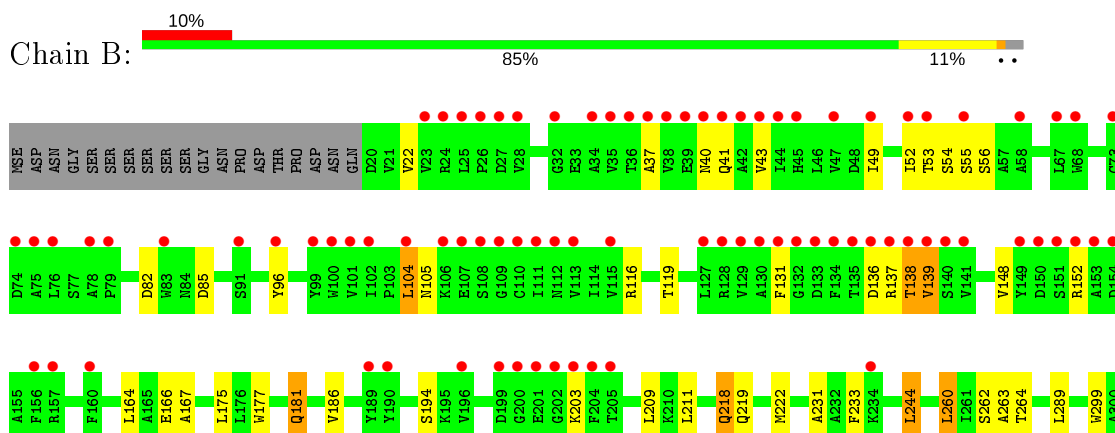 10%
Chain B:
85% 11%
MSE ASP ASN GLY SER SER SER SER SER SER GLY ASN PRO ASP THR PRO ASP ASN GLN D20 V21 V22 V23 R24 L25 P26 D27 V28 G32 E33 A34 V35 T36 A37 V38 E39 N40 Q41 A42 V43 I44 H45 L46 V47 D48 I49 I52 T53 S54 S55 S56 A57 A58 L67 W68 G73
D74 A75 L76 S77 A78 P79 D82 W83 N84 D85 S91 Y96 Y99 W100 V101 I102 P103 L104 N105 K106 E107 S108 G109 C110 I111 N112 V113 I114 V115 R116 T119 L127 R128 V129 A130 F131 G132 D133 F134 T135 D136 R137 T138 V139 S140 V141 V148 Y149 D150 S151 R152 A153 D154
A155 F156 R157 F160 L164 A165 E166 A167 L175 L176 W177 Q181 V186 Y189 Y190 S194 K195 V196 D199 G200 E201 G202 K203 F204 T205 L209 K210 L211 Q218 Q219 M222 A231 A232 F233 K234 L244 L260 I261 S262 A263 T264 L289 W299 A300